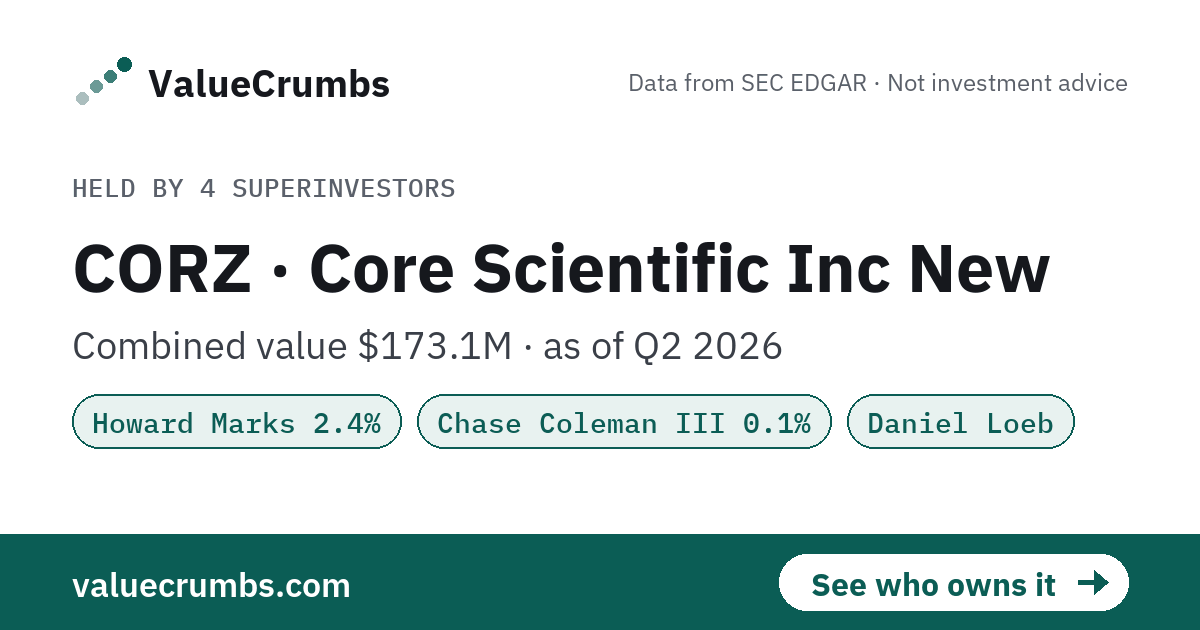 ValueCrumbs
Data from SEC EDGAR · Not investment advice
HELD BY 4 SUPERINVESTORS
CORZ · Core Scientific Inc New
Combined value $173.1M · as of Q2 2026
Howard Marks 2.4%
Chase Coleman III 0.1%
Daniel Loeb
valuecrumbs.com
See who owns it →